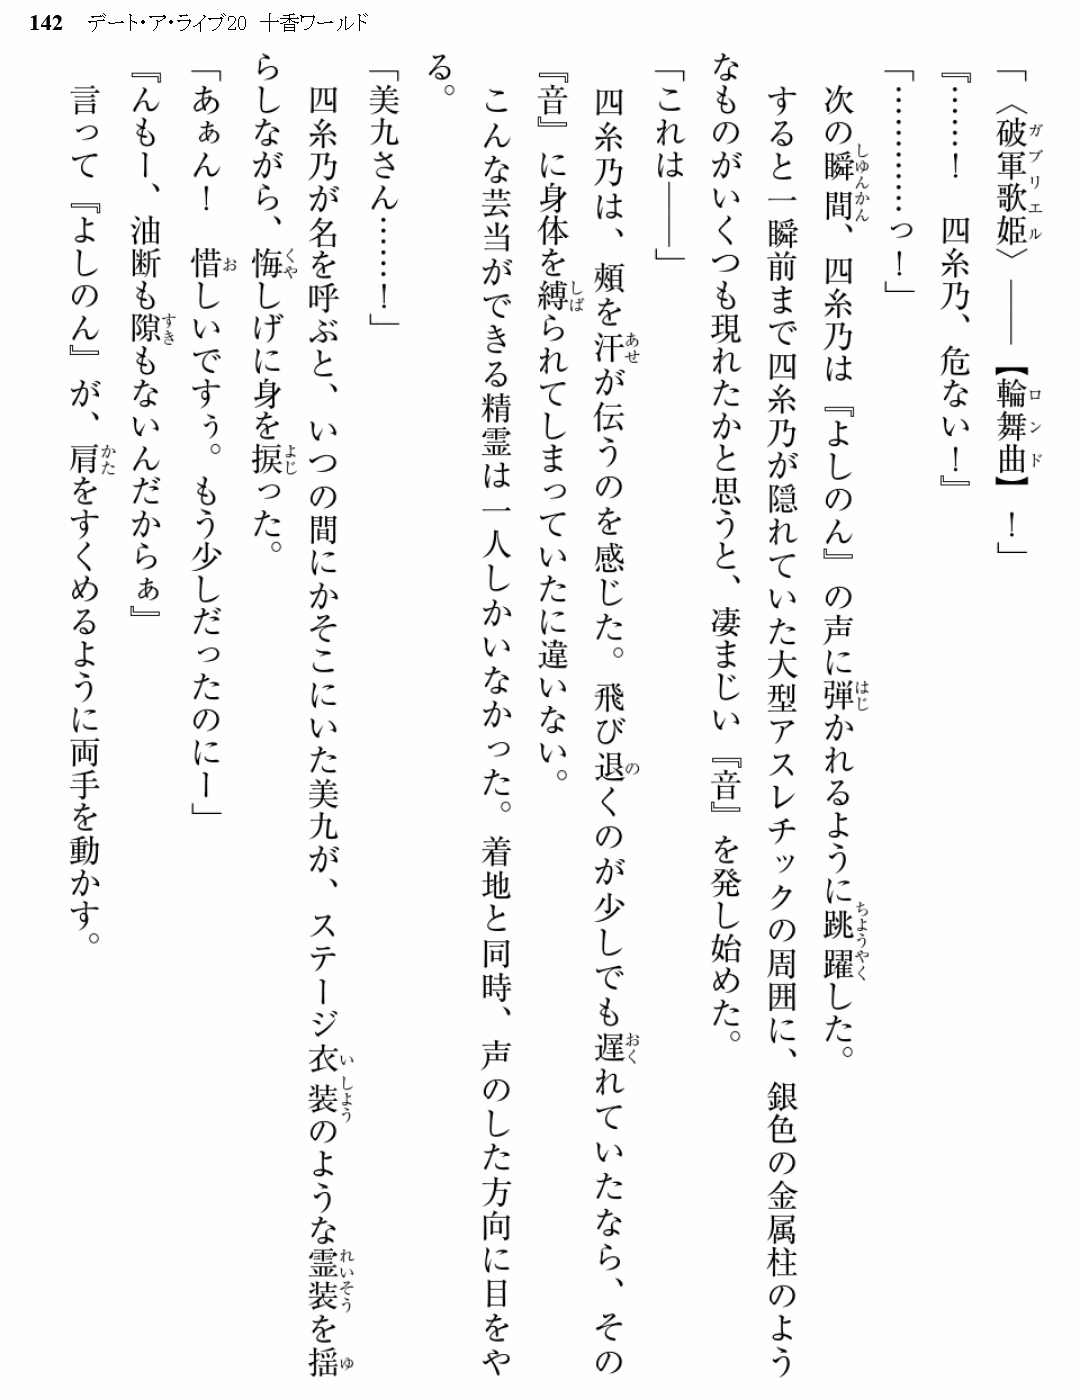 142 デート・ア・ライブ20 十香ワールド
「〈破軍歌姫〉――【輪舞曲】！」
『……！　四糸乃、危ない！』
「…………っ！」
次の瞬間、四糸乃は『よしのん』の声に弾かれるように跳躍した。
すると一瞬前まで四糸乃が隠れていた大型アスレチックの周囲に、銀色の金属柱のよう
なものがいくつも現れたかと思うと、凄まじい『音』を発し始めた。
「これは――」
四糸乃は、頰を汗が伝うのを感じた。飛び退くのが少しでも遅れていたなら、その
『音』に身体を縛られてしまっていたに違いない。
こんな芸当ができる精霊は一人しかいなかった。着地と同時、声のした方向に目をや
る。
「美九さん……！」
四糸乃が名を呼ぶと、いつの間にかそこにいた美九が、ステージ衣装のような霊装を揺
らしながら、悔しげに身を捩った。
「あぁん！　惜しいですぅ。もう少しだったのにー」
『んもー、油断も隙もないんだからぁ』
言って『よしのん』が、肩をすくめるように両手を動かす。